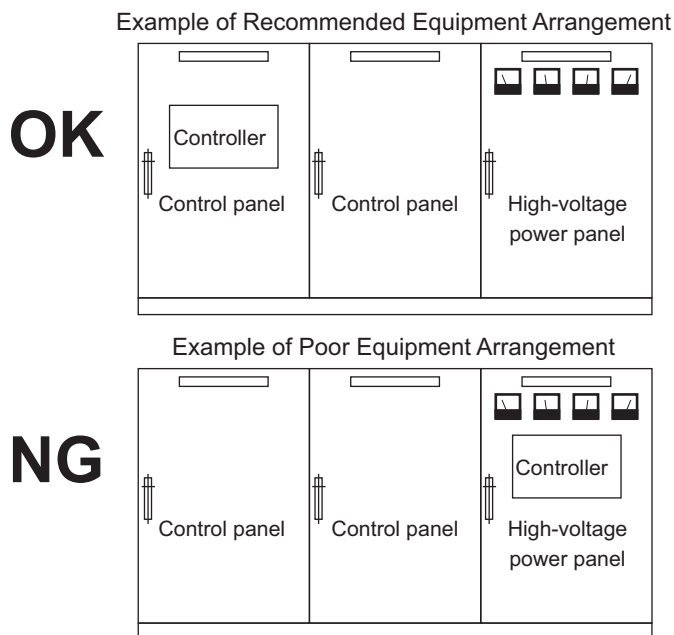 Example of Recommended Equipment Arrangement
OK
Controller
Control panel
Control panel
High-voltage
power panel
Example of Poor Equipment Arrangement
NG
Controller
Control panel
Control panel
High-voltage
power panel